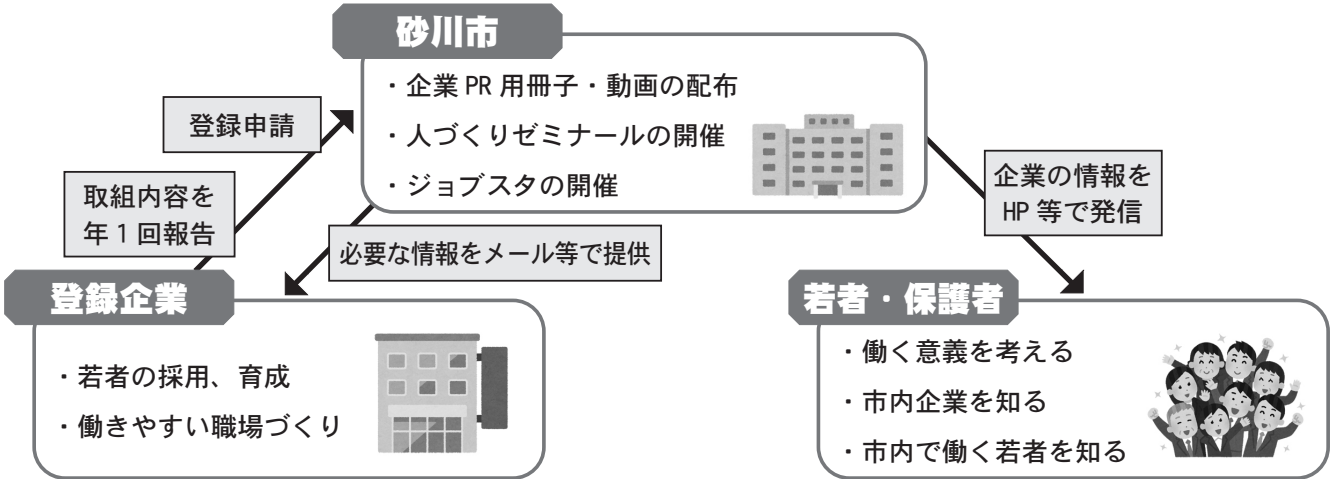 砂川市
・企業 PR 用冊子・動画の配布
・人づくりゼミナールの開催
・ジョブスタの開催
登録申請
取組内容を
年1回報告
必要な情報をメール等で提供
企業の情報を
HP 等で発信
登録企業
・若者の採用、育成
・働きやすい職場づくり
若者・保護者
・働く意義を考える
・市内企業を知る
・市内で働く若者を知る